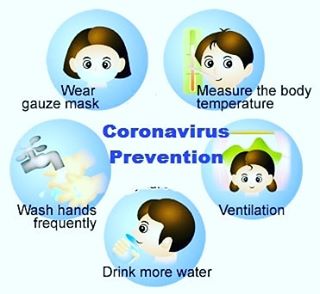 Wear
gauze mask
Measure the body
temperature
Coronavirus
Prevention
Wash hands
frequently
Ventilation
Drink more water